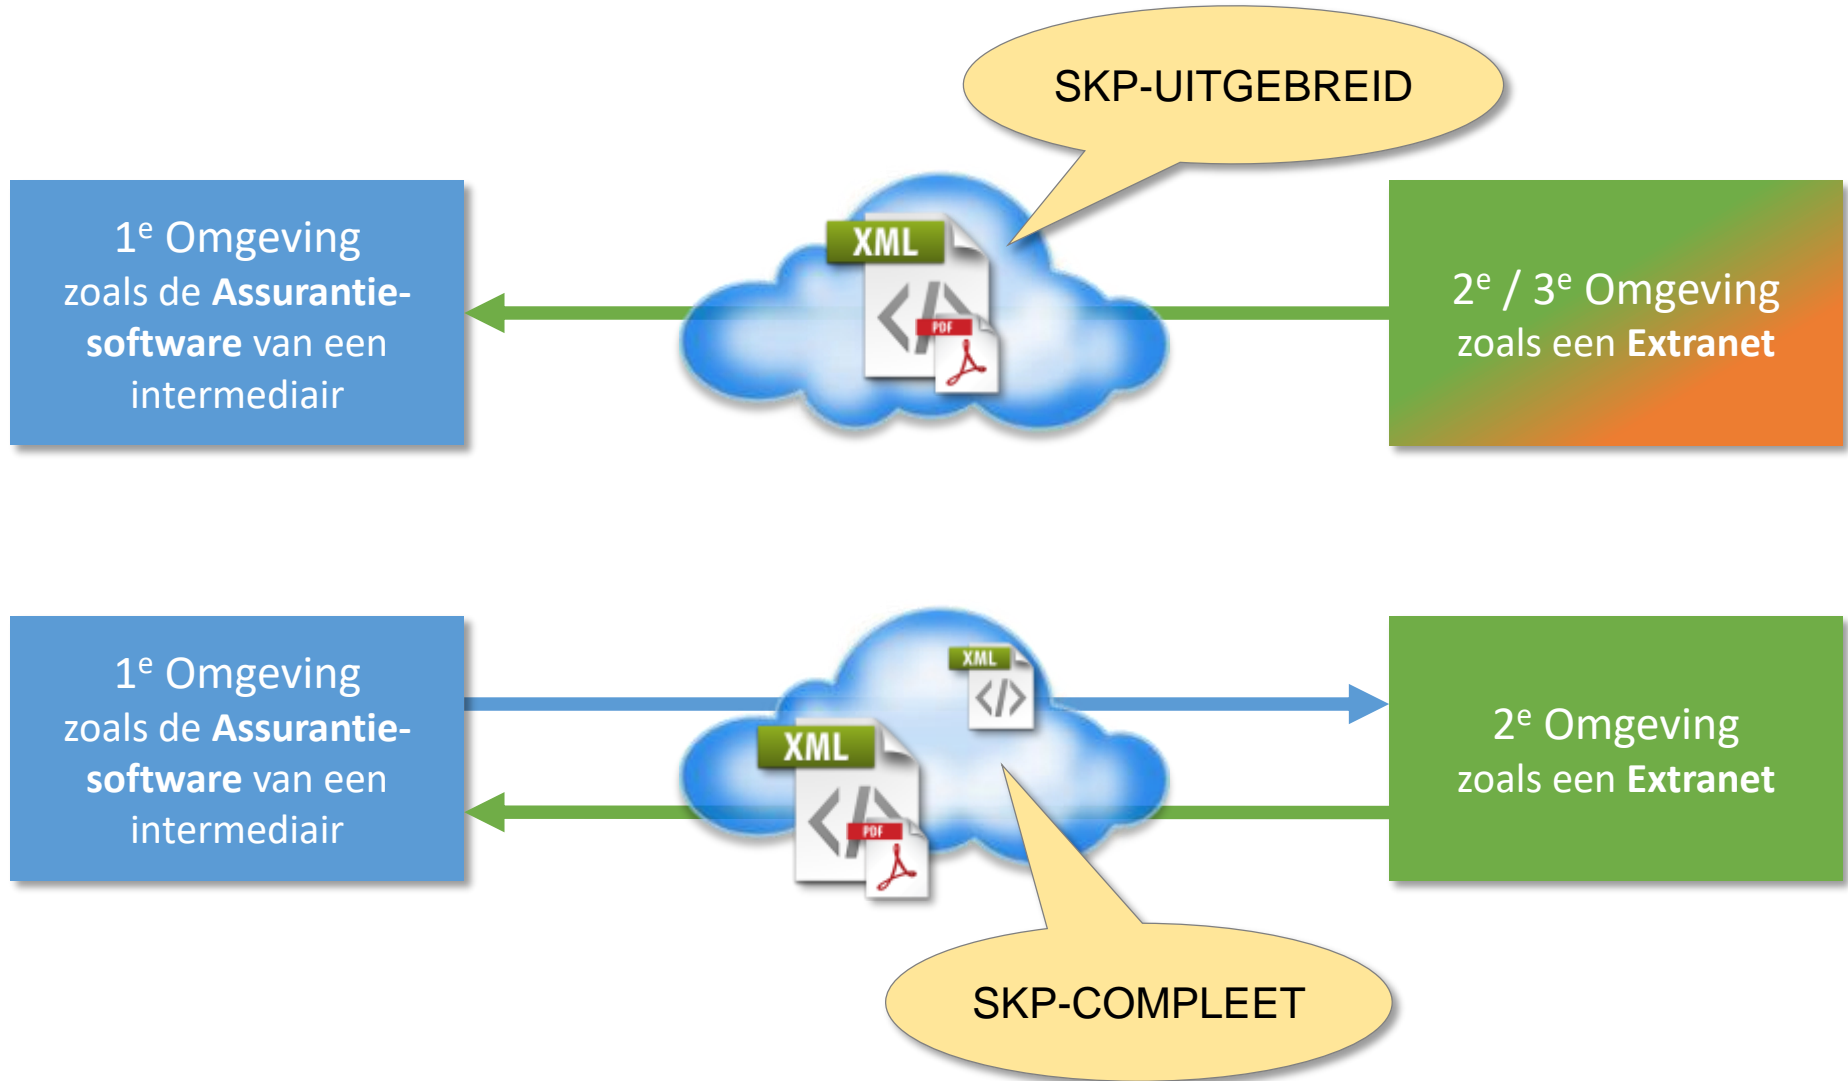 SKP-UITGEBREID
1e Omgeving
zoals de Assurantie-
software van een
intermediair
XML
</>
PDF
2e / 3e Omgeving
zoals een Extranet
1e Omgeving
zoals de Assurantie-
software van een
intermediair
XML
</>
XML
</>
PDF
2e Omgeving
zoals een Extranet
SKP-COMPLEET